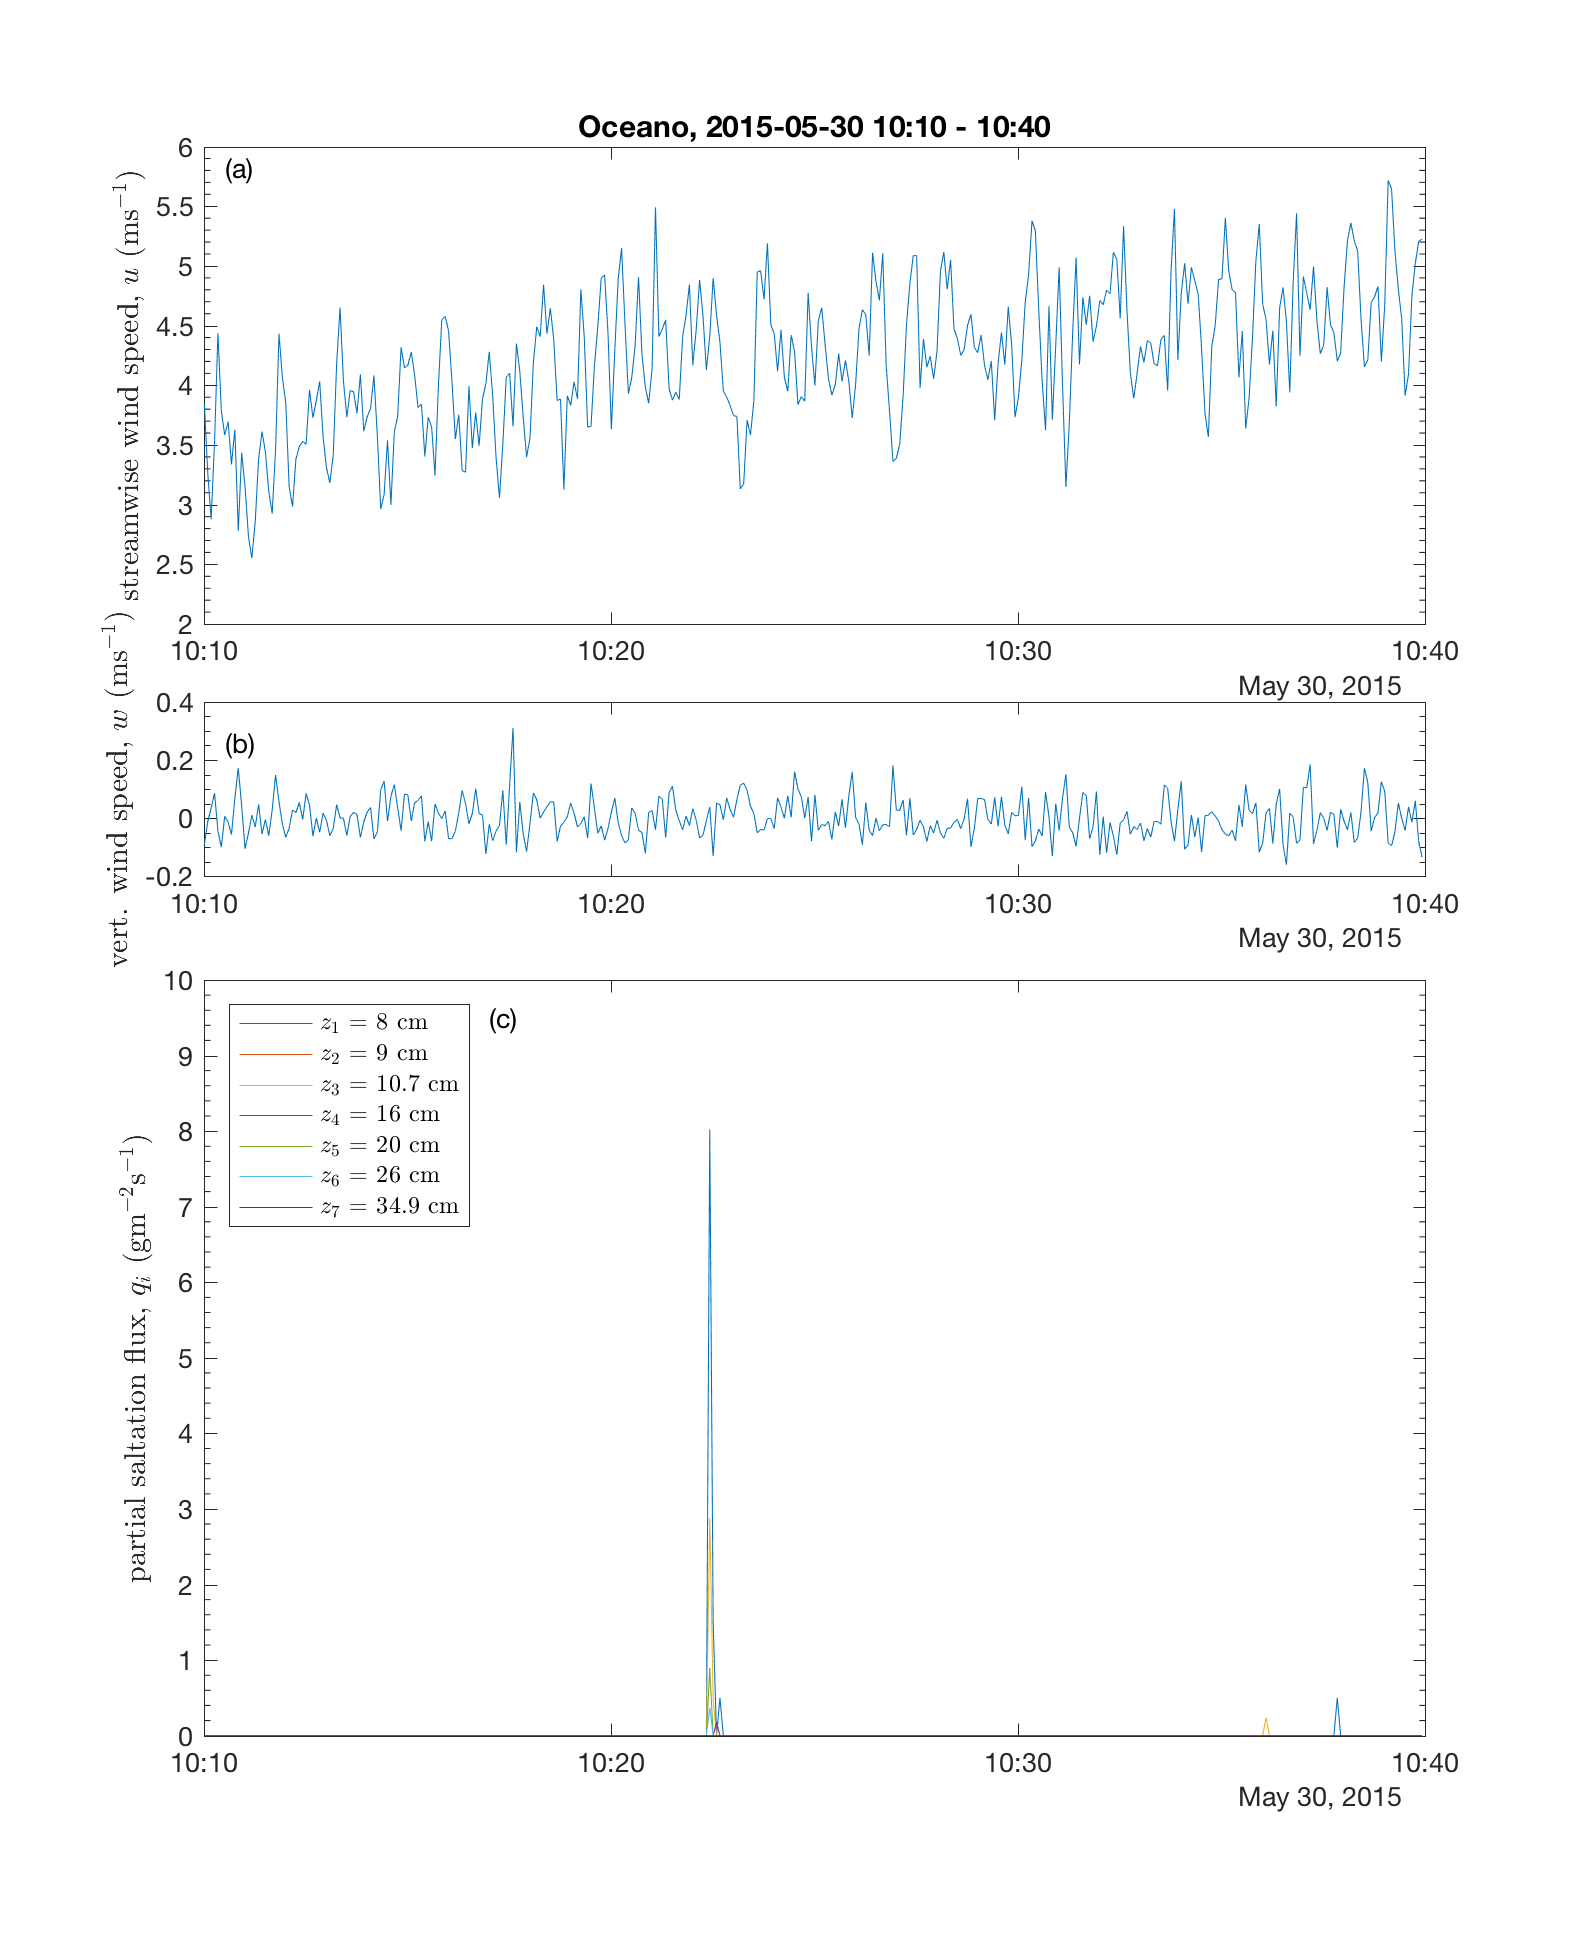 Oceano, 2015-05-30 10:10 - 10:40
(a)
streamwise wind speed, u (ms⁻¹)
6
5.5
5
4.5
4
3.5
3
2.5
2
10:10 10:20 10:30 10:40
May 30, 2015
(b)
vert. wind speed, w (ms⁻¹)
0.4
0.2
0
-0.2
10:10 10:20 10:30 10:40
May 30, 2015
(c)
partial saltation flux, qᵢ (gm⁻²s⁻¹)
10
9
8
7
6
5
4
3
2
1
0
z₁ = 8 cm
z₂ = 9 cm
z₃ = 10.7 cm
z₄ = 16 cm
z₅ = 20 cm
z₆ = 26 cm
z₇ = 34.9 cm
10:10 10:20 10:30 10:40
May 30, 2015